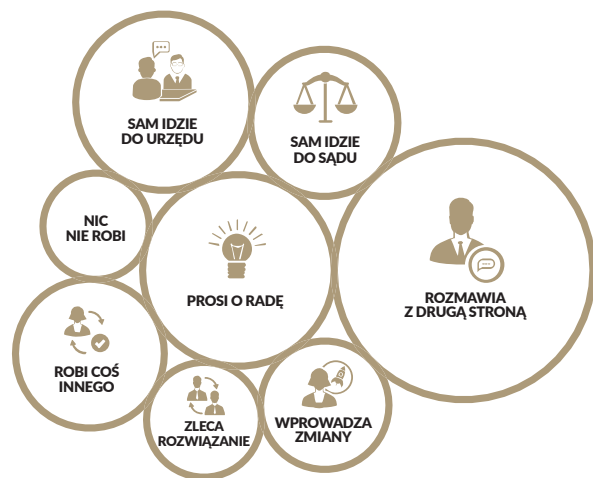 SAM IDZIE
DO URZĘDU
SAM IDZIE
DO SĄDU
NIC
NIE ROBI
PROSI O RADĘ
ROZMAWIA
Z DRUGĄ STRONĄ
ROBI COŚ
INNEGO
ZLECA
ROZWIĄZANIE
WPROWADZA
ZMIANY